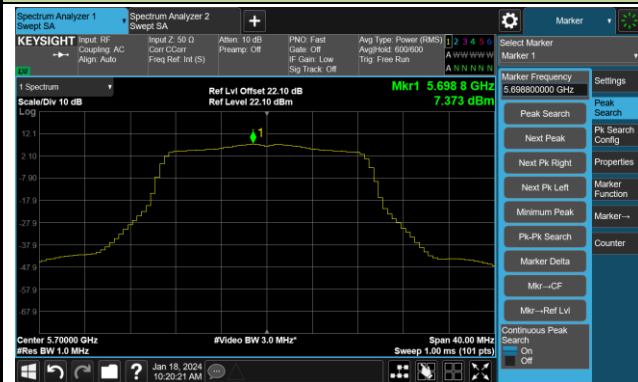 Spectrum Analyzer 1
Swept SA
Spectrum Analyzer 2
Swept SA
+
Marker
KEYSIGHT
Input: RF
Coupling: AC
Align: Auto
Input Z: 50 Ω
Corr CCorr
Freq Ref: Int (S)
Atten: 10 dB
Preamp: Off
PNO: Fast
Gate: Off
IF Gain: Low
Sig Track: Off
Avg Type: Power (RMS)
Avg|Hold: 600/600
Trig: Free Run
1 2 3 4 5 6
A W W W W W
A N N N N N
LVI
Select Marker
Marker 1
1 Spectrum
Scale/Div 10 dB
Log
Ref Lvl Offset 22.10 dB
Ref Level 22.10 dBm
Mkr1 5.698 8 GHz
7.373 dBm
1
12.1
2.10
-7.90
-17.9
-27.9
-37.9
-47.9
-57.9
-67.9
Center 5.70000 GHz
#Res BW 1.0 MHz
#Video BW 3.0 MHz*
Span 40.00 MHz
Sweep 1.00 ms (101 pts)
Marker Frequency
5.698800000 GHz
Peak Search
Next Peak
Next Pk Right
Next Pk Left
Minimum Peak
Pk-Pk Search
Marker Delta
Mkr→CF
Mkr→Ref Lvl
Continuous Peak
Search
On
Off
Settings
Peak
Search
Pk Search
Config
Properties
Marker
Function
Marker→
Counter
?
Jan 18, 2024
10:20:21 AM